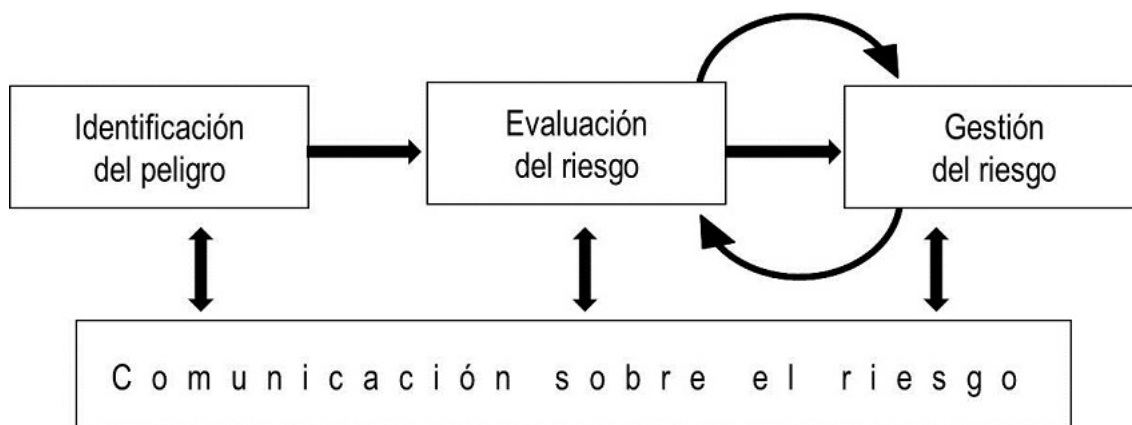 Identificación
del peligro
Evaluación
del riesgo
Gestión
del riesgo
Comunicación sobre el riesgo